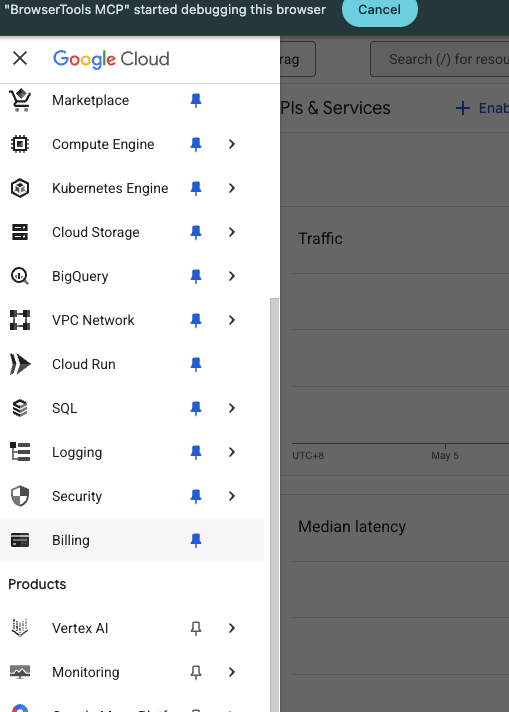 "BrowserTools MCP" started debugging this browser
Cancel
Google Cloud
rag
Search (/) for resou
Marketplace
PIs & Services
Enab
Compute Engine
Kubernetes Engine
Cloud Storage
Traffic
BigQuery
VPC Network
Cloud Run
SQL
Logging
UTC+8
May 5
Security
Median latency
Billing
Products
Vertex AI
Monitoring